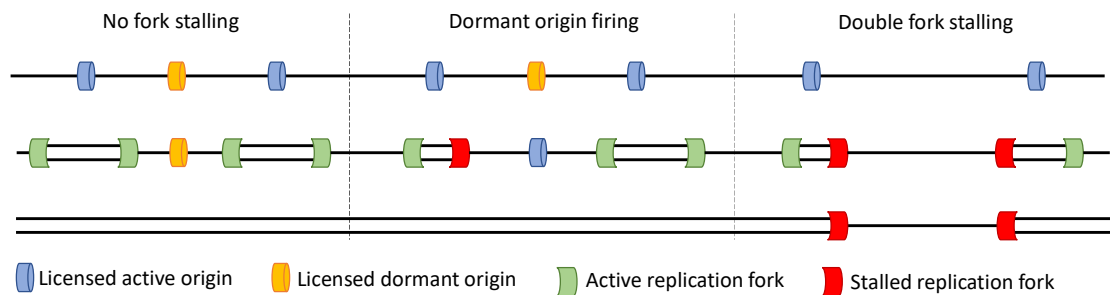 No fork stalling
Dormant origin firing
Double fork stalling
Licensed active origin
Licensed dormant origin
Active replication fork
Stalled replication fork